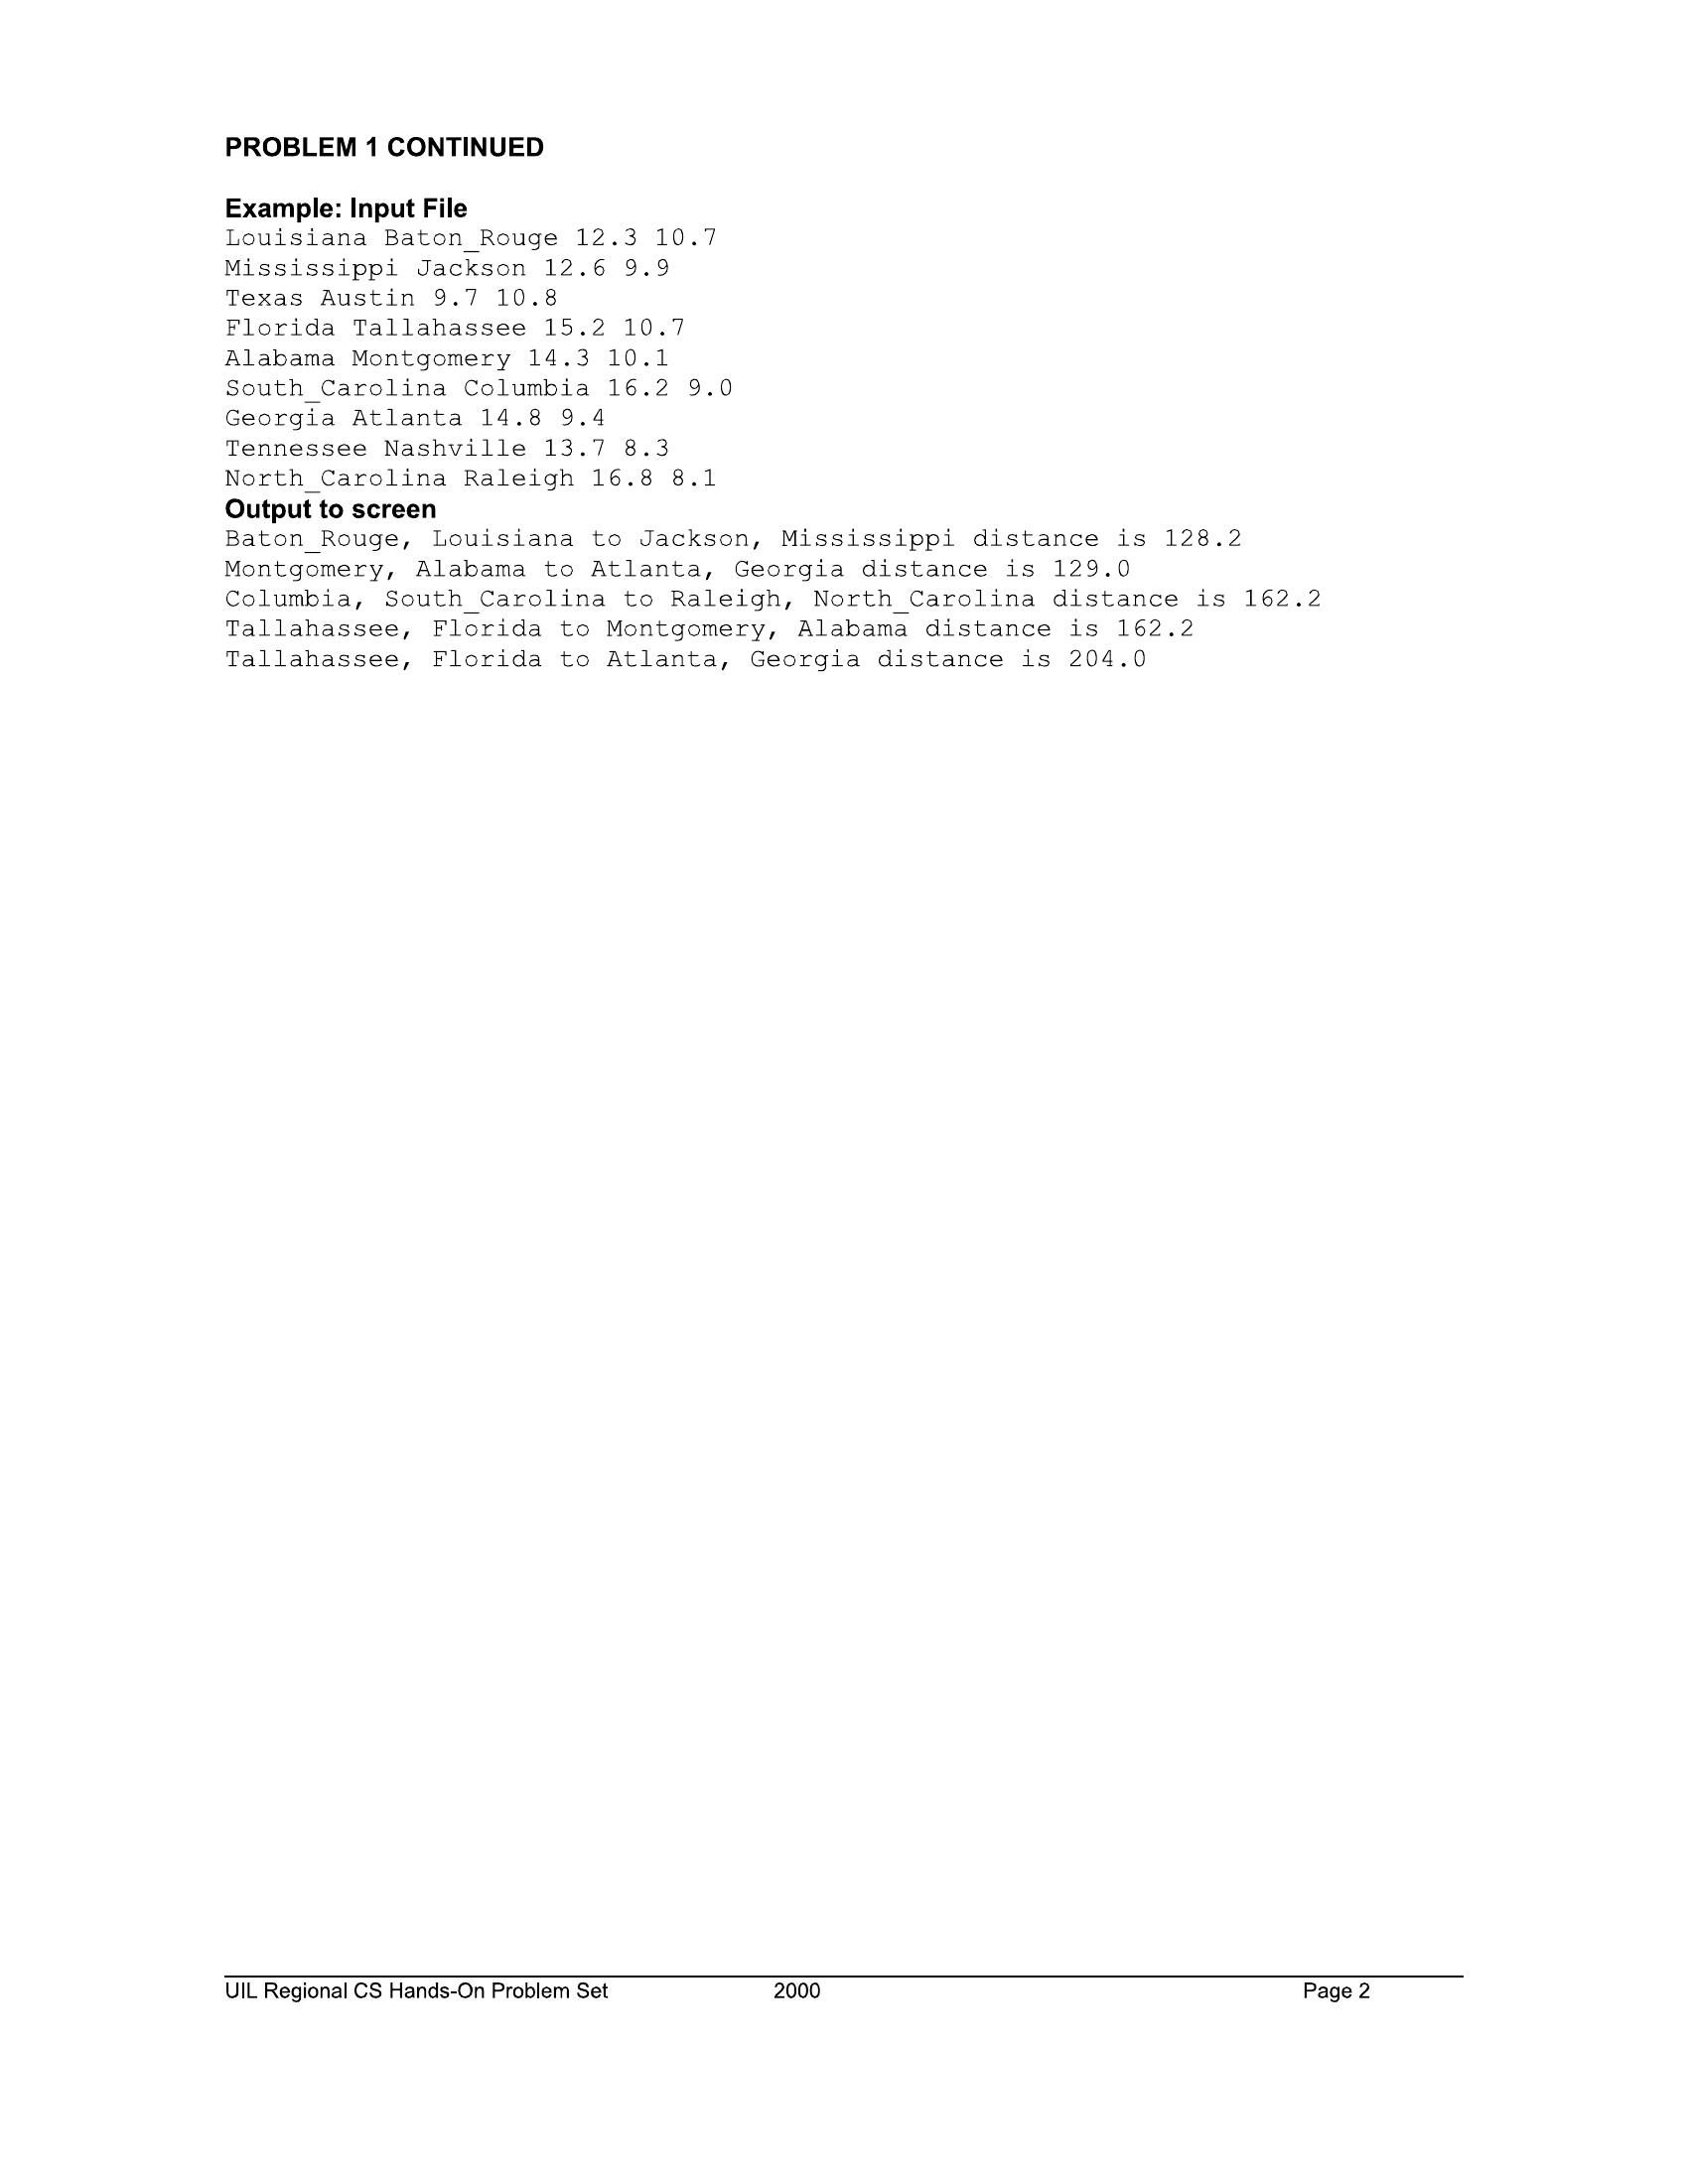 PROBLEM 1 CONTINUED
Example: Input File
Louisiana Baton_Rouge 12.3 10.7
Mississippi Jackson 12.6 9.9
Texas Austin 9.7 10.8
Florida Tallahassee 15.2 10.7
Alabama Montgomery 14.3 10.1
South_Carolina Columbia 16.2 9.0
Georgia Atlanta 14.8 9.4
Tennessee Nashville 13.7 8.3
North_Carolina Raleigh 16.8 8.1
Output to screen
Baton_Rouge, Louisiana to Jackson, Mississippi distance is 128.2
Montgomery, Alabama to Atlanta, Georgia distance is 129.0
Columbia, South_Carolina to Raleigh, North_Carolina distance is 162.2
Tallahassee, Florida to Montgomery, Alabama distance is 162.2
Tallahassee, Florida to Atlanta, Georgia distance is 204.0
UIL Regional CS Hands-On Problem Set 2000 Page 2